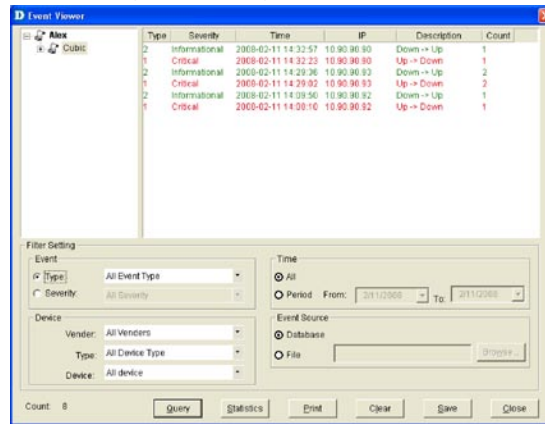 D Event Viewer
Alex
Cubic
Type Severity Time IP Description Count
2 Informational 2008-02-11 14:32:57 10.90.90.90 Down -> Up 1
1 Critical 2008-02-11 14:32:23 10.90.90.90 Up -> Down 1
2 Informational 2008-02-11 14:29:36 10.90.90.93 Down -> Up 2
1 Critical 2008-02-11 14:29:02 10.90.90.93 Up -> Down 2
2 Informational 2008-02-11 14:09:50 10.90.90.92 Down -> Up 1
1 Critical 2008-02-11 14:08:10 10.90.90.92 Up -> Down 1
Filter Setting
Event
Type: All Event Type
Severity: All Severity
Time
All
Period From: 2/11/2008 To: 2/11/2008
Device
Vender: All Venders
Type: All Device Type
Device: All device
Event Source
Database
File Browse...
Count: 8
Query Statistics Print Clear Save Close